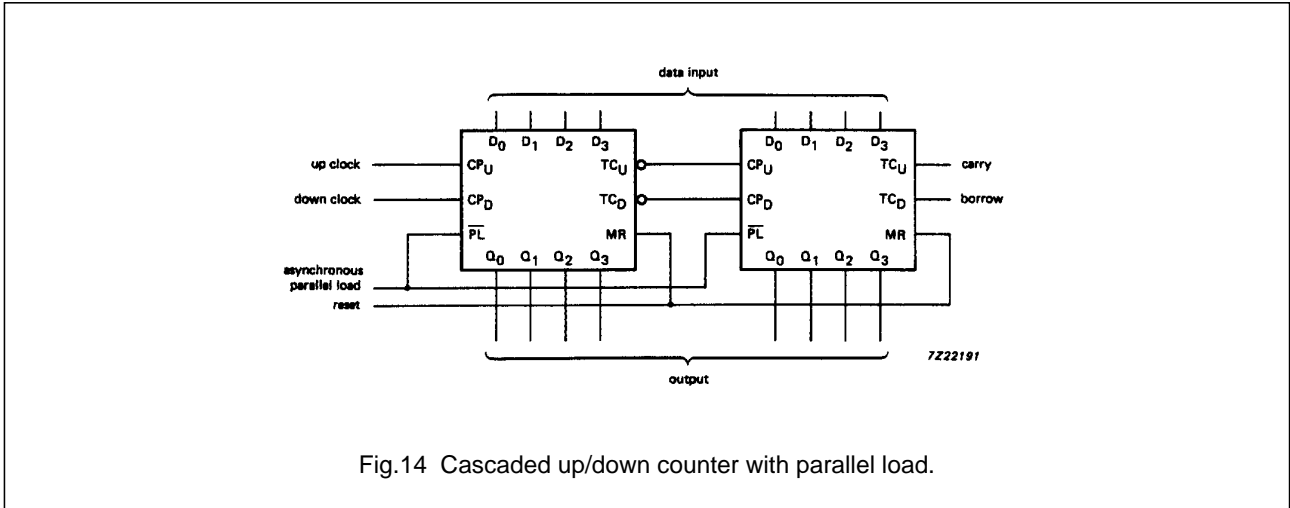 data input
D0 D1 D2 D3 D0 D1 D2 D3
up clock CPU TCU CPU TCU carry
down clock CPD TCD CPD TCD borrow
PL MR PL MR
Q0 Q1 Q2 Q3 Q0 Q1 Q2 Q3
asynchronous
parallel load
reset
7Z22191
output
Fig.14 Cascaded up/down counter with parallel load.